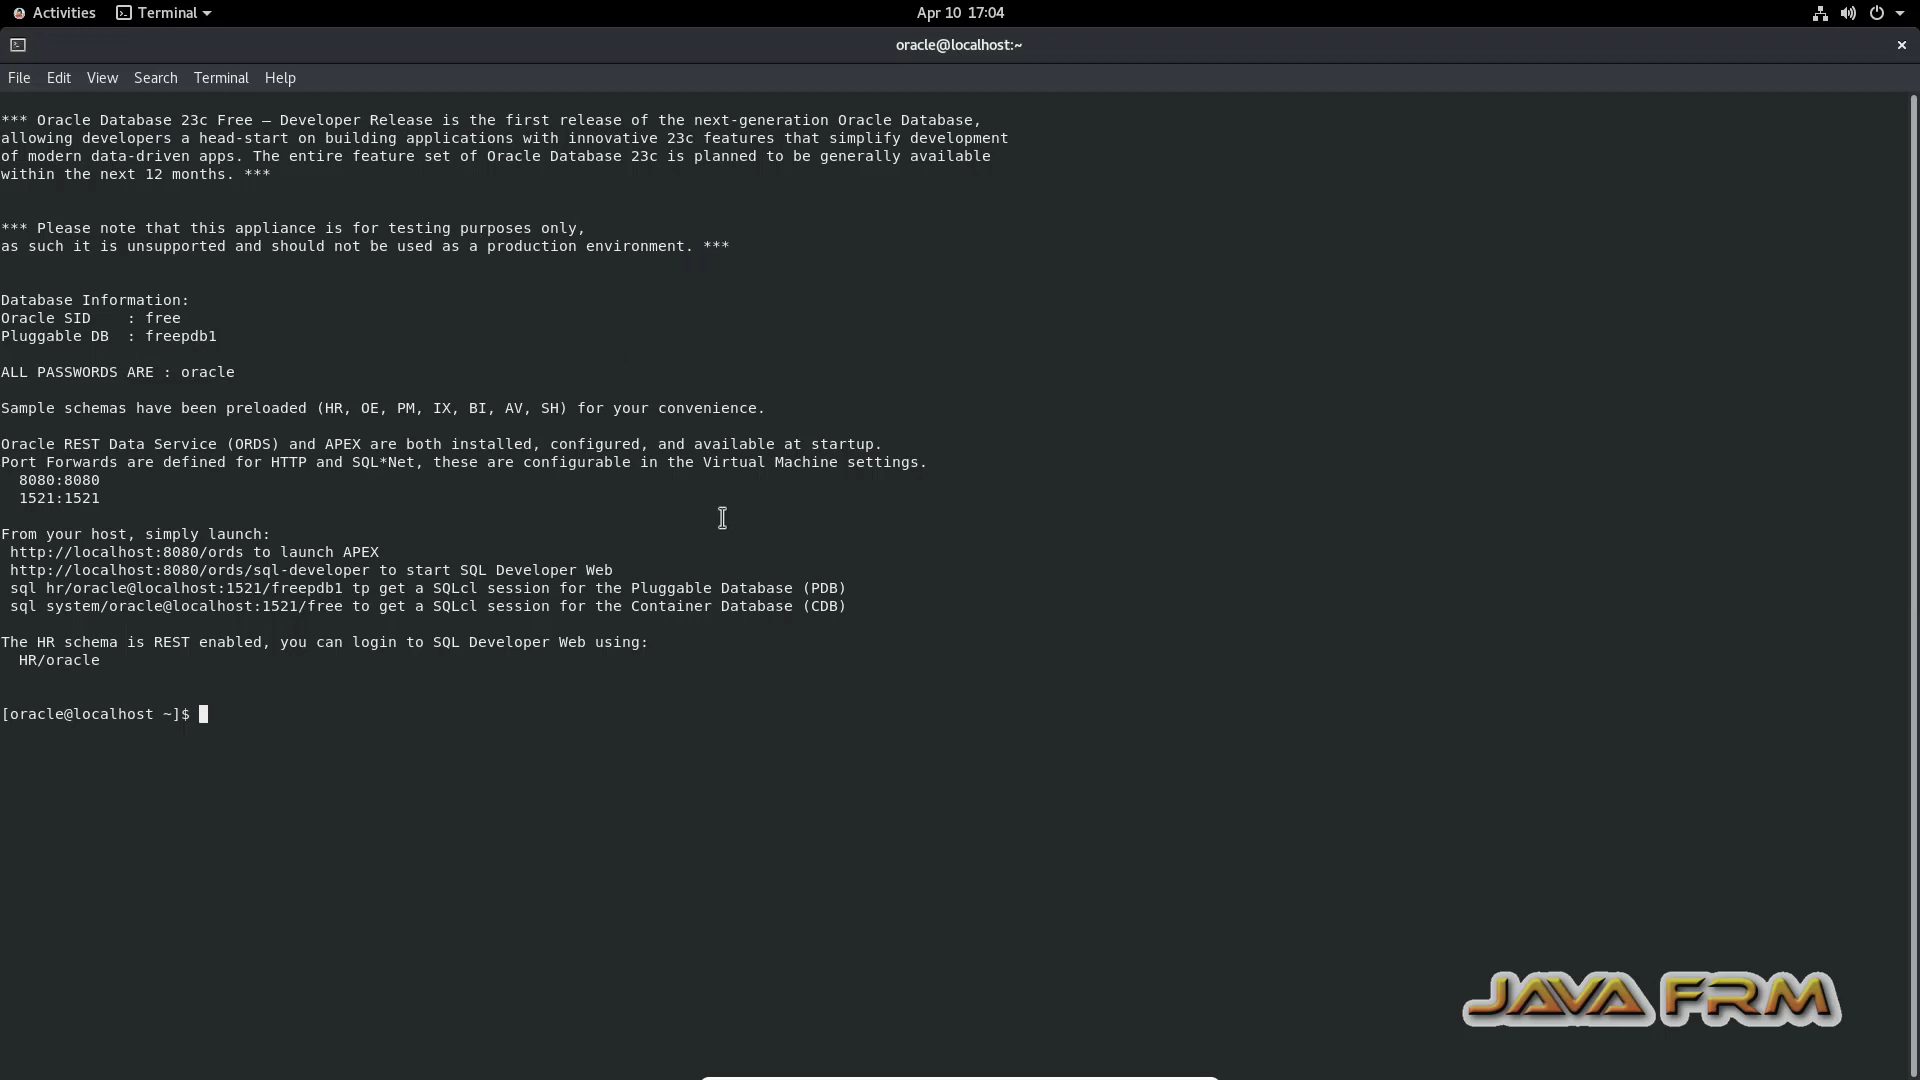 Activities
Terminal
Apr 10 17:04
oracle@localhost:~
File Edit View Search Terminal Help
*** Oracle Database 23c Free — Developer Release is the first release of the next-generation Oracle Database,
allowing developers a head-start on building applications with innovative 23c features that simplify development
of modern data-driven apps. The entire feature set of Oracle Database 23c is planned to be generally available
within the next 12 months. ***
*** Please note that this appliance is for testing purposes only,
as such it is unsupported and should not be used as a production environment. ***
Database Information:
Oracle SID    : free
Pluggable DB  : freepdb1
ALL PASSWORDS ARE : oracle
Sample schemas have been preloaded (HR, OE, PM, IX, BI, AV, SH) for your convenience.
Oracle REST Data Service (ORDS) and APEX are both installed, configured, and available at startup.
Port Forwards are defined for HTTP and SQL*Net, these are configurable in the Virtual Machine settings.
8080:8080
1521:1521
From your host, simply launch:
http://localhost:8080/ords to launch APEX
http://localhost:8080/ords/sql-developer to start SQL Developer Web
sql hr/oracle@localhost:1521/freepdb1 tp get a SQLcl session for the Pluggable Database (PDB)
sql system/oracle@localhost:1521/free to get a SQLcl session for the Container Database (CDB)
The HR schema is REST enabled, you can login to SQL Developer Web using:
HR/oracle
[oracle@localhost ~]$
JAVA FRM